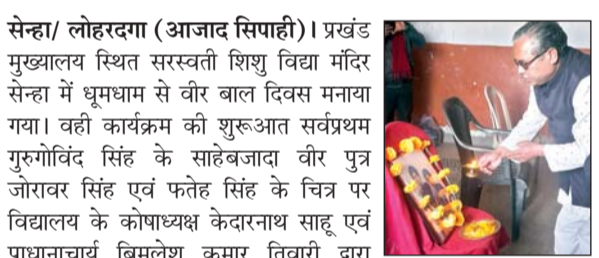 सेन्हा/ लोहरदगा (आजाद सिपाही)। प्रखंड
मुख्यालय स्थित सरस्वती शिशु विद्या मंदिर
सेन्हा में धूमधाम से वीर बाल दिवस मनाया
गया। वही कार्यक्रम की शुरूआत सर्वप्रथम
गुरुगोविंद सिंह के साहेबजादा वीर पुत्र
जोरावर सिंह एवं फतेह सिंह के चित्र पर
विद्यालय के कोषाध्यक्ष केदारनाथ साहू एवं
प्राधानाचार्य बिमलेश कुमार तिवारी द्वारा